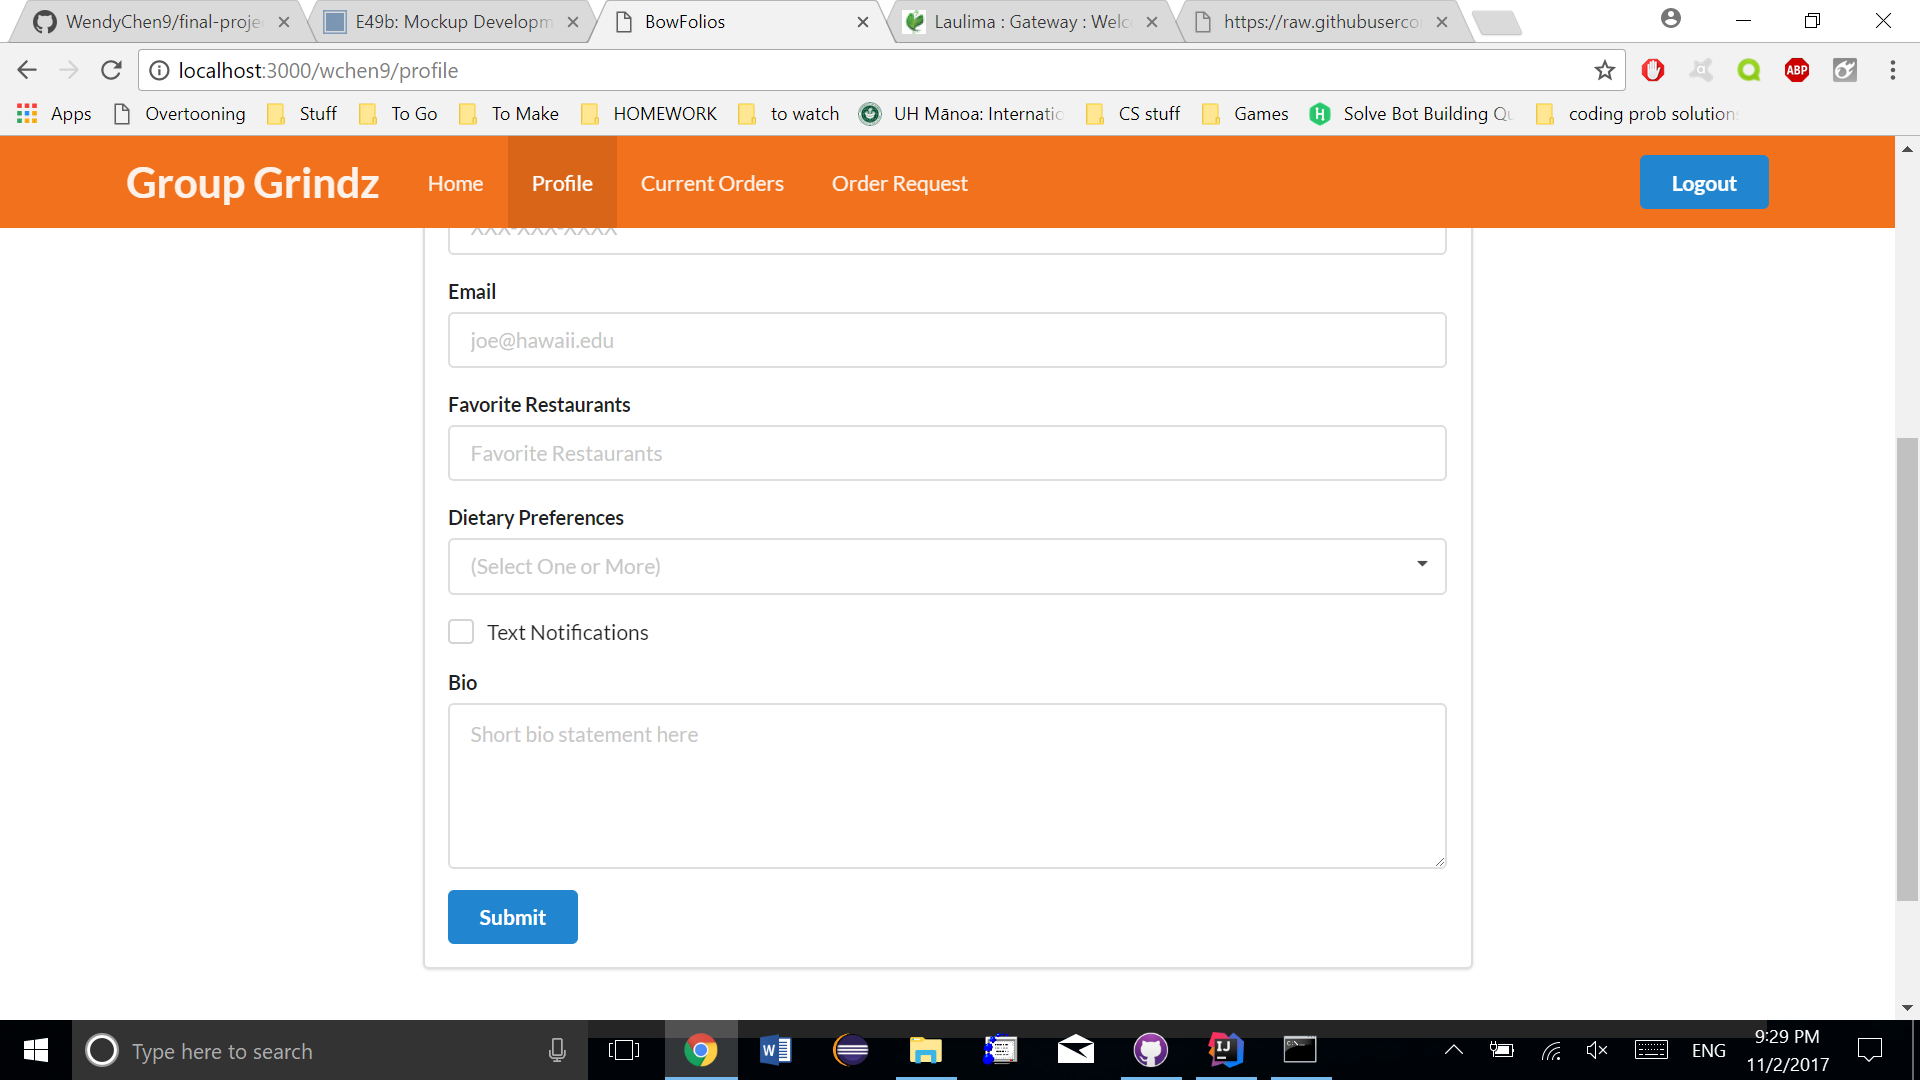 WendyChen9/final-proje
E49b: Mockup Developm
BowFolios
Laulima : Gateway : Welc
https://raw.githubuserco
localhost:3000/wchen9/profile
ABP
Apps
Overtooning
Stuff
To Go
To Make
HOMEWORK
to watch
UH Mānoa: Internatio
CS stuff
Games
Solve Bot Building Qu
coding prob solutions
Group Grindz
Home
Profile
Current Orders
Order Request
Logout
XXX-XXX-XXXX
Email
joe@hawaii.edu
Favorite Restaurants
Favorite Restaurants
Dietary Preferences
(Select One or More)
Text Notifications
Bio
Short bio statement here
Submit
Type here to search
ENG
9:29 PM
11/2/2017